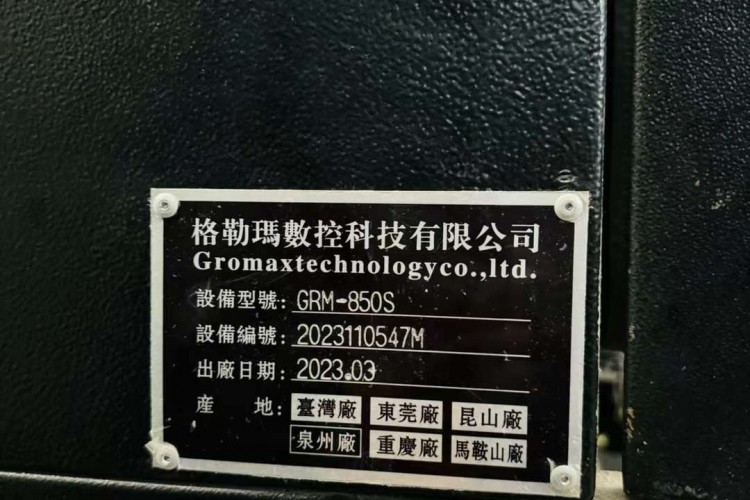 格勒瑪數控科技有限公司
Gromaxtechnologyco.,ltd.
設備型號: GRM-850S
設備編號: 2023110547M
出廠日期: 2023.03
産 地: 臺灣廠 東莞廠 昆山廠
泉州廠 重慶廠 馬鞍山廠